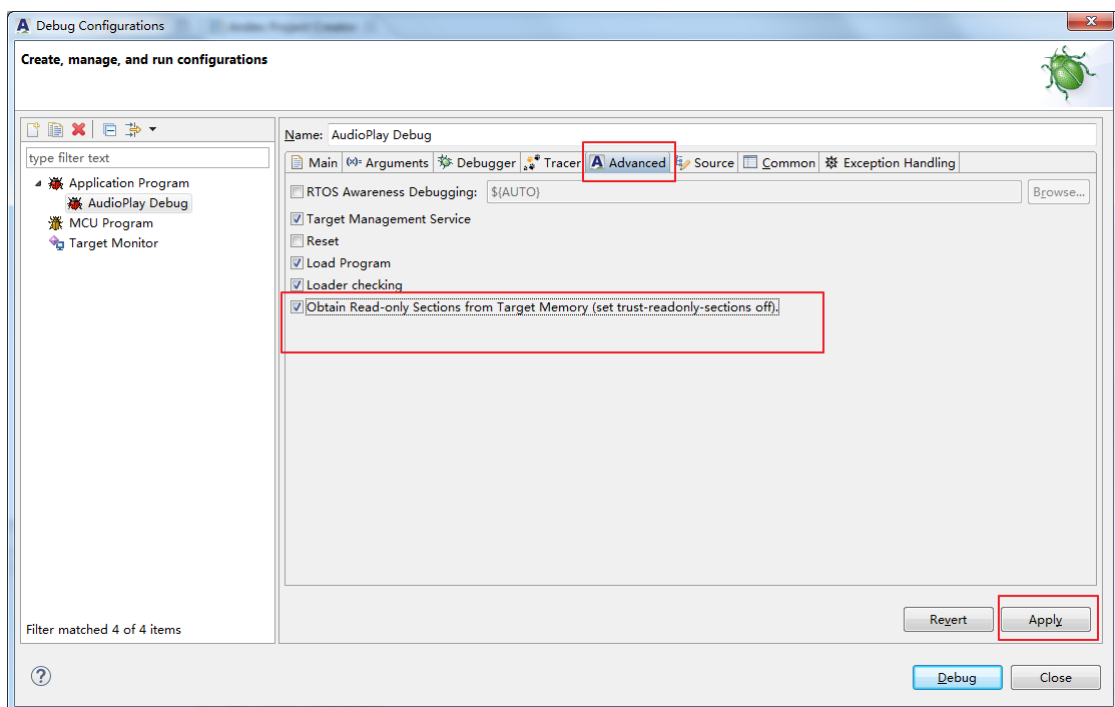 Debug Configurations
Create, manage, and run configurations
type filter text
Application Program
AudioPlay Debug
MCU Program
Target Monitor
Filter matched 4 of 4 items
Name: AudioPlay Debug
Main (x)= Arguments Debugger Tracer Advanced Source Common Exception Handling
RTOS Awareness Debugging: ${AUTO} Browse...
Target Management Service
Reset
Load Program
Loader checking
Obtain Read-only Sections from Target Memory (set trust-readonly-sections off).
Revert Apply
? Debug Close